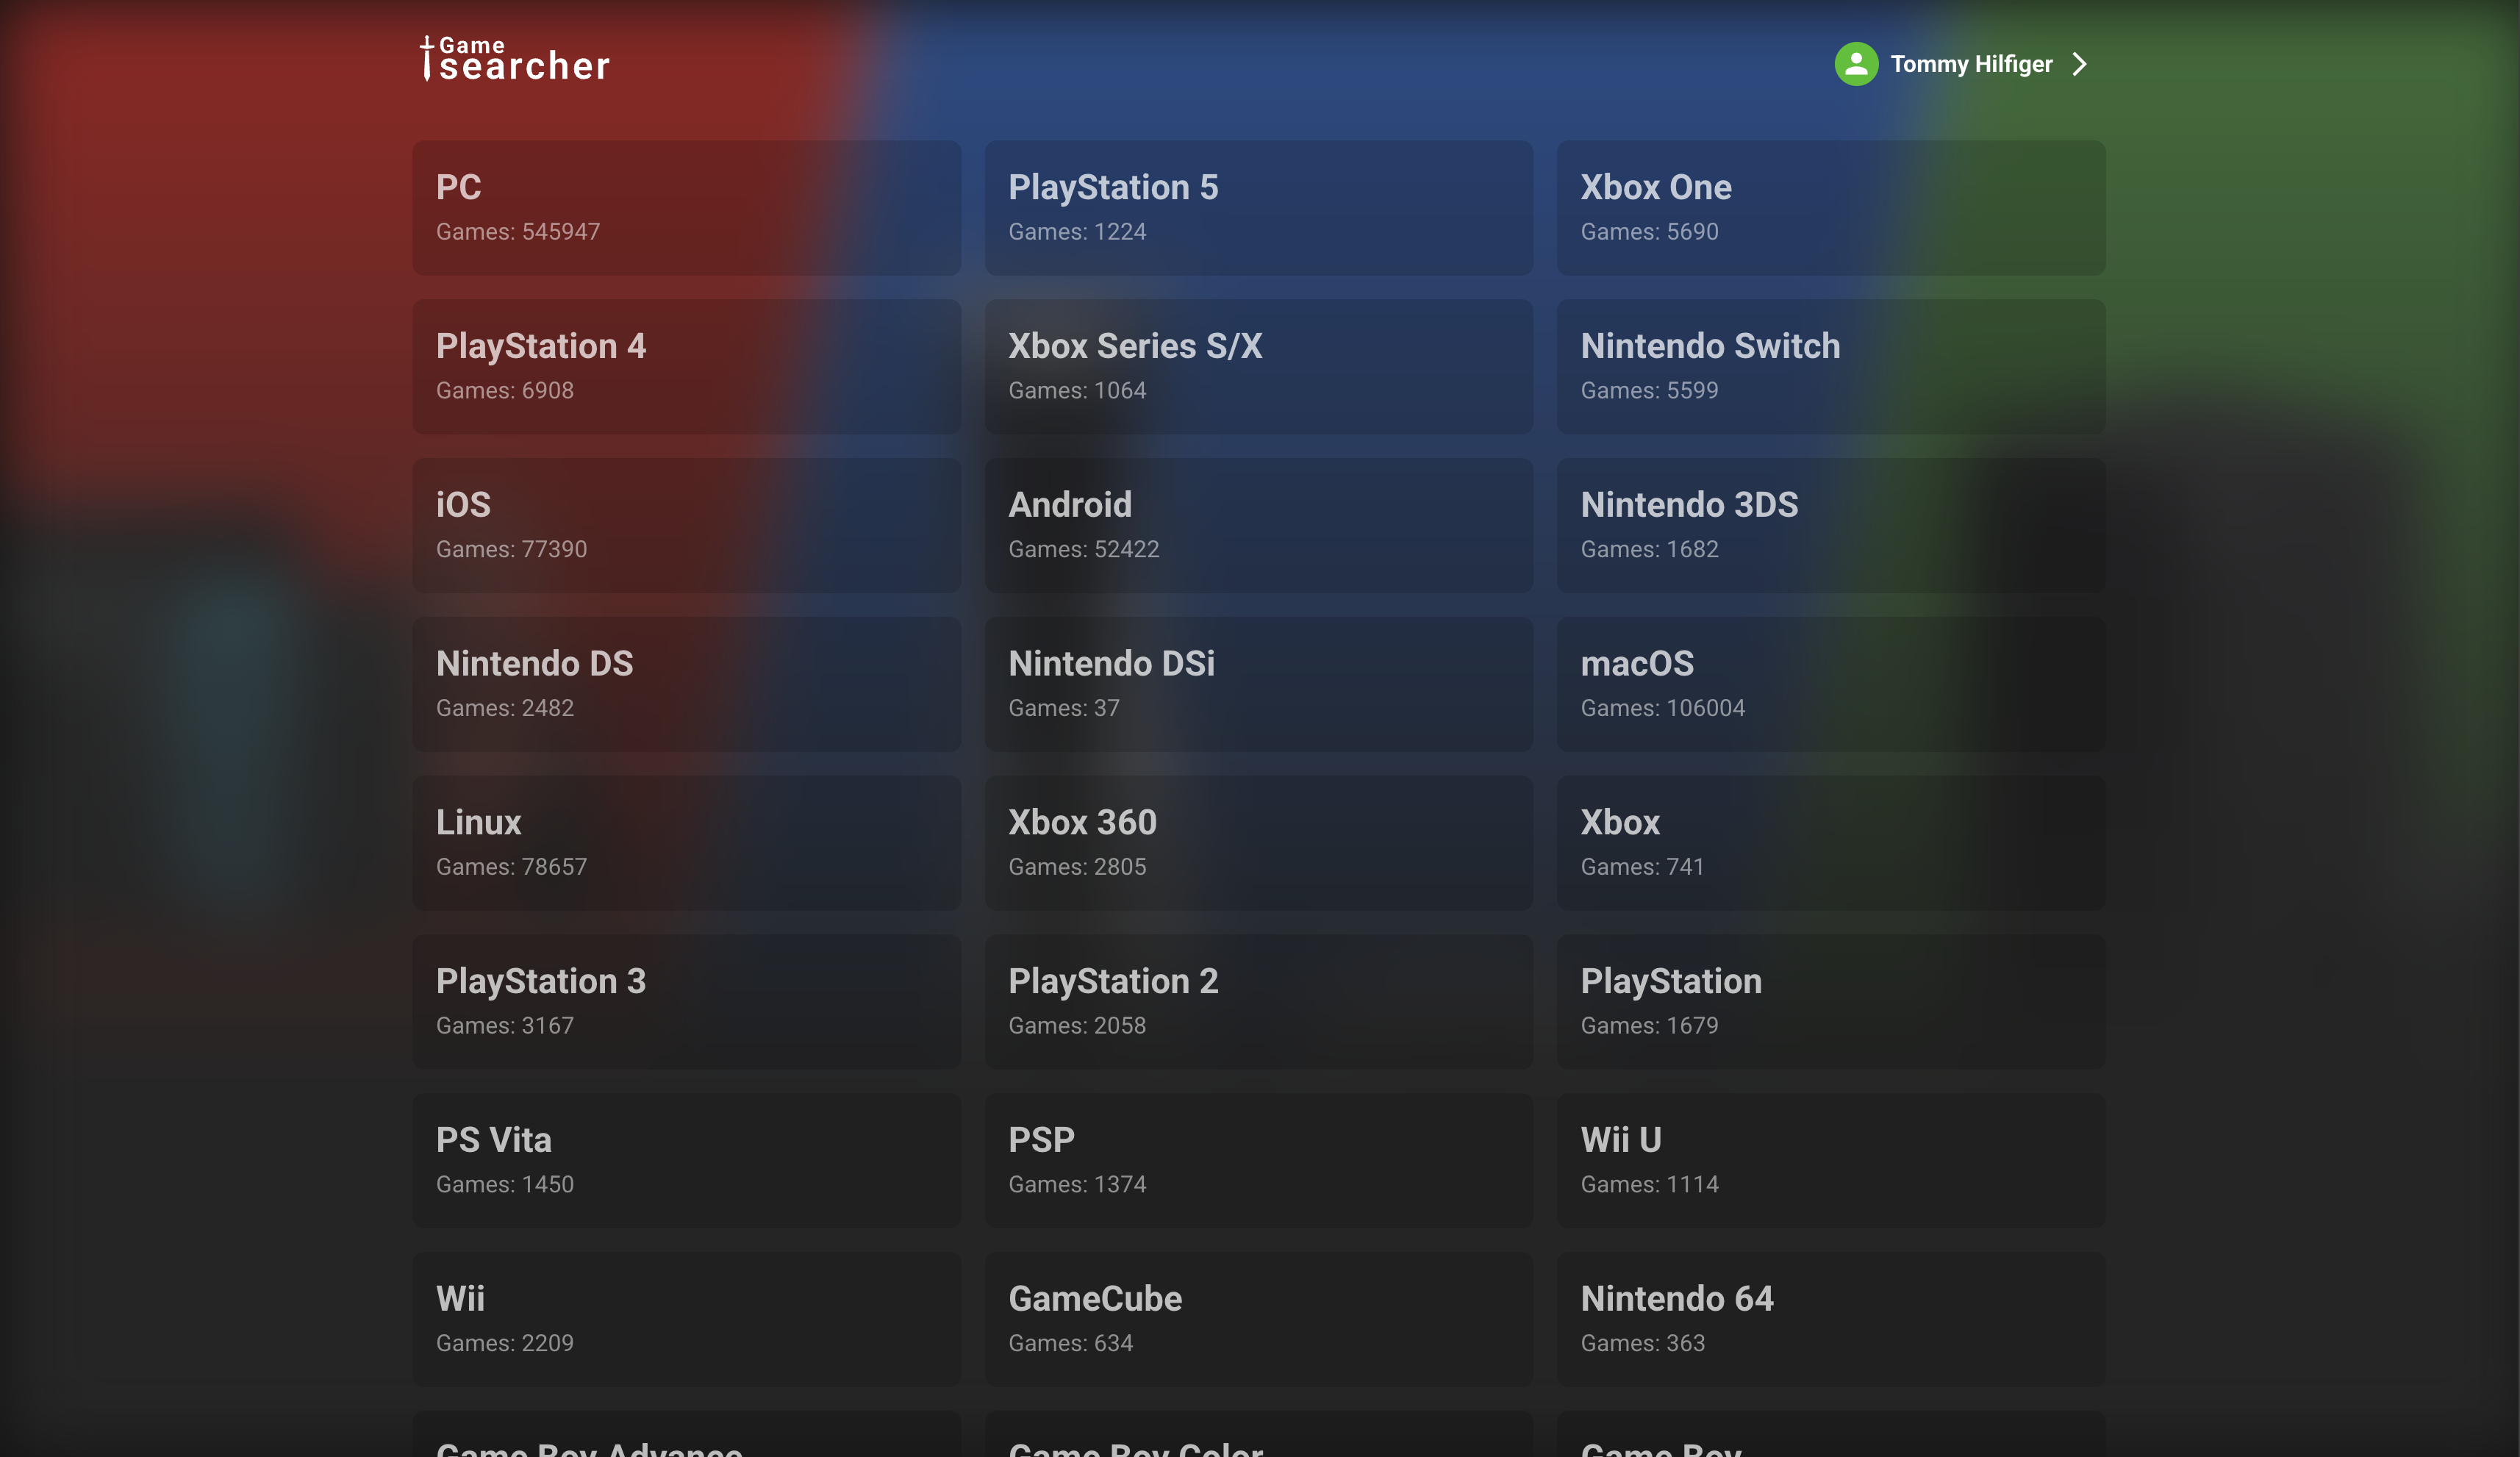 Game
searcher
Tommy Hilfiger
PC
Games: 545947
PlayStation 5
Games: 1224
Xbox One
Games: 5690
PlayStation 4
Games: 6908
Xbox Series S/X
Games: 1064
Nintendo Switch
Games: 5599
iOS
Games: 77390
Android
Games: 52422
Nintendo 3DS
Games: 1682
Nintendo DS
Games: 2482
Nintendo DSi
Games: 37
macOS
Games: 106004
Linux
Games: 78657
Xbox 360
Games: 2805
Xbox
Games: 741
PlayStation 3
Games: 3167
PlayStation 2
Games: 2058
PlayStation
Games: 1679
PS Vita
Games: 1450
PSP
Games: 1374
Wii U
Games: 1114
Wii
Games: 2209
GameCube
Games: 634
Nintendo 64
Games: 363
Game Boy Advance
Game Boy Color
Game Boy